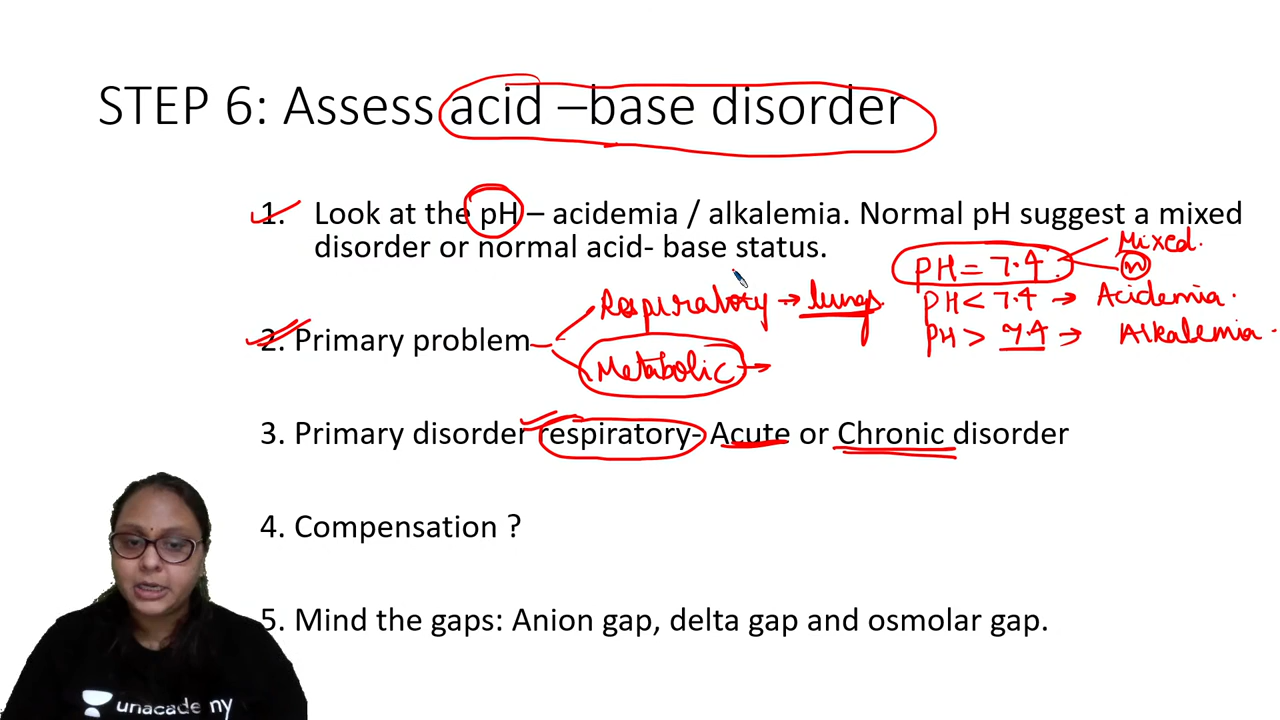 STEP 6: Assess acid –base disorder
1. Look at the pH – acidemia / alkalemia. Normal pH suggest a mixed
disorder or normal acid- base status.
Mixed.
PH = 7.4
N
PH < 7.4 → Acidemia.
PH > 7.4 → Alkalemia.
Respiratory → lungs
2. Primary problem
Metabolic →
3. Primary disorder respiratory- Acute or Chronic disorder
4. Compensation ?
5. Mind the gaps: Anion gap, delta gap and osmolar gap.
unacademy